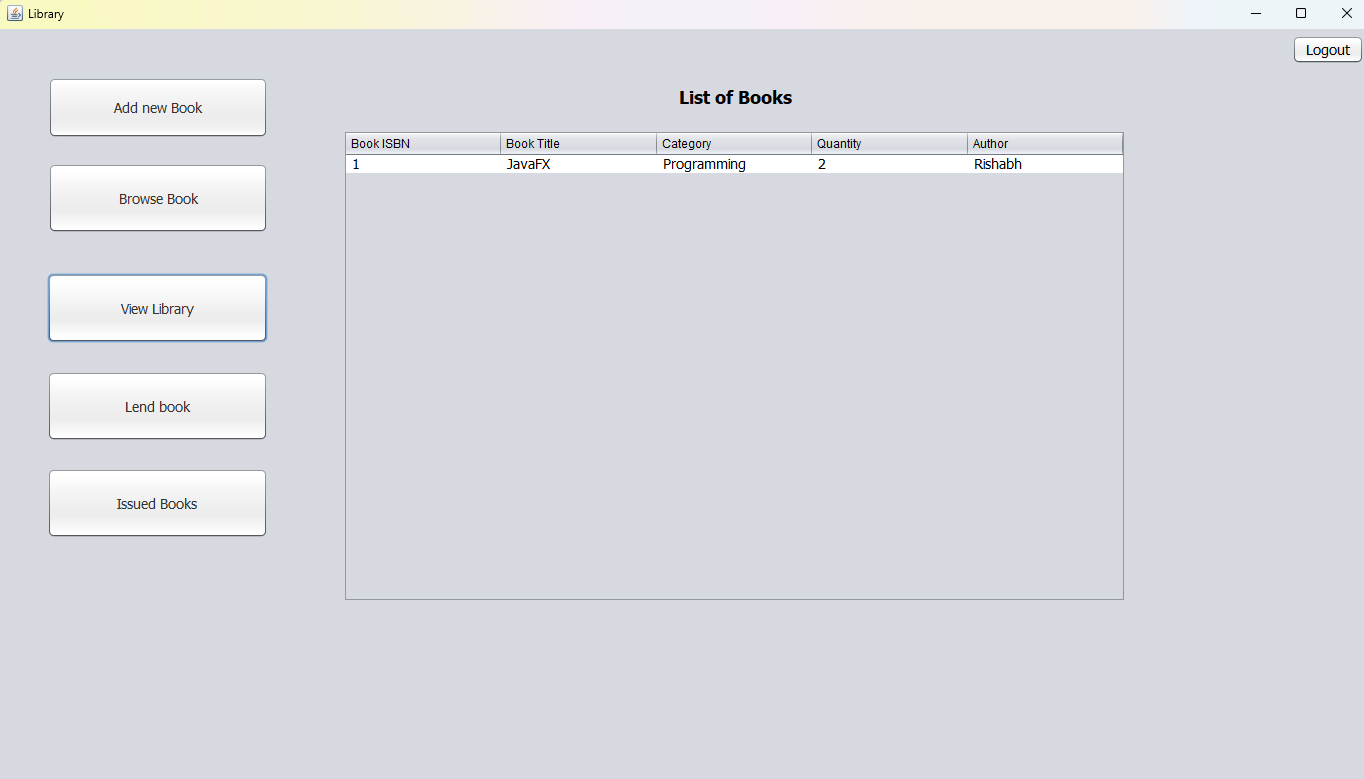 Library
Logout
Add new Book
Browse Book
View Library
Lend book
Issued Books
List of Books
Book ISBN Book Title Category Quantity Author
1 JavaFX Programming 2 Rishabh